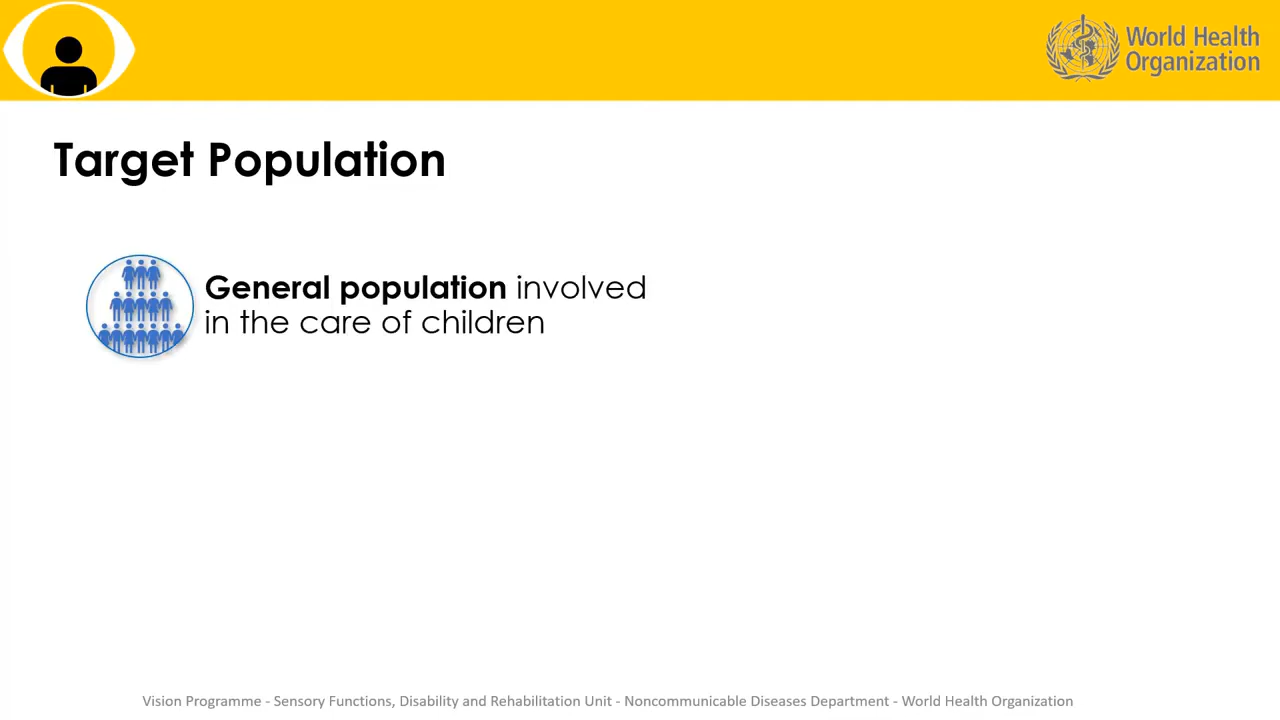 World Health
Organization
Target Population
General population involved
in the care of children
Vision Programme - Sensory Functions, Disability and Rehabilitation Unit - Noncommunicable Diseases Department - World Health Organization